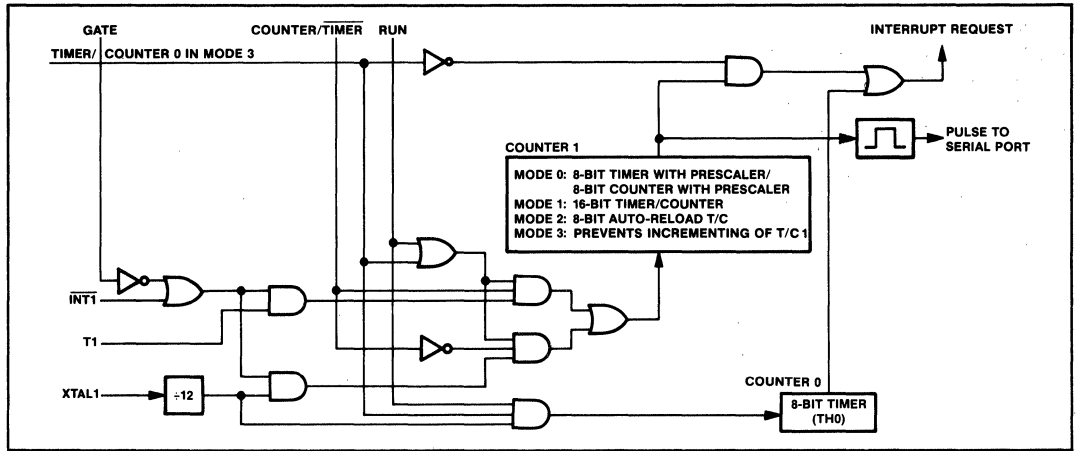 GATE
COUNTER/TIMER
RUN
INTERRUPT REQUEST
TIMER/ COUNTER 0 IN MODE 3
PULSE TO
SERIAL PORT
COUNTER 1
MODE 0: 8-BIT TIMER WITH PRESCALER/
8-BIT COUNTER WITH PRESCALER
MODE 1: 16-BIT TIMER/COUNTER
MODE 2: 8-BIT AUTO-RELOAD T/C
MODE 3: PREVENTS INCREMENTING OF T/C 1
INT1
T1
XTAL1
÷12
COUNTER 0
8-BIT TIMER
(TH0)